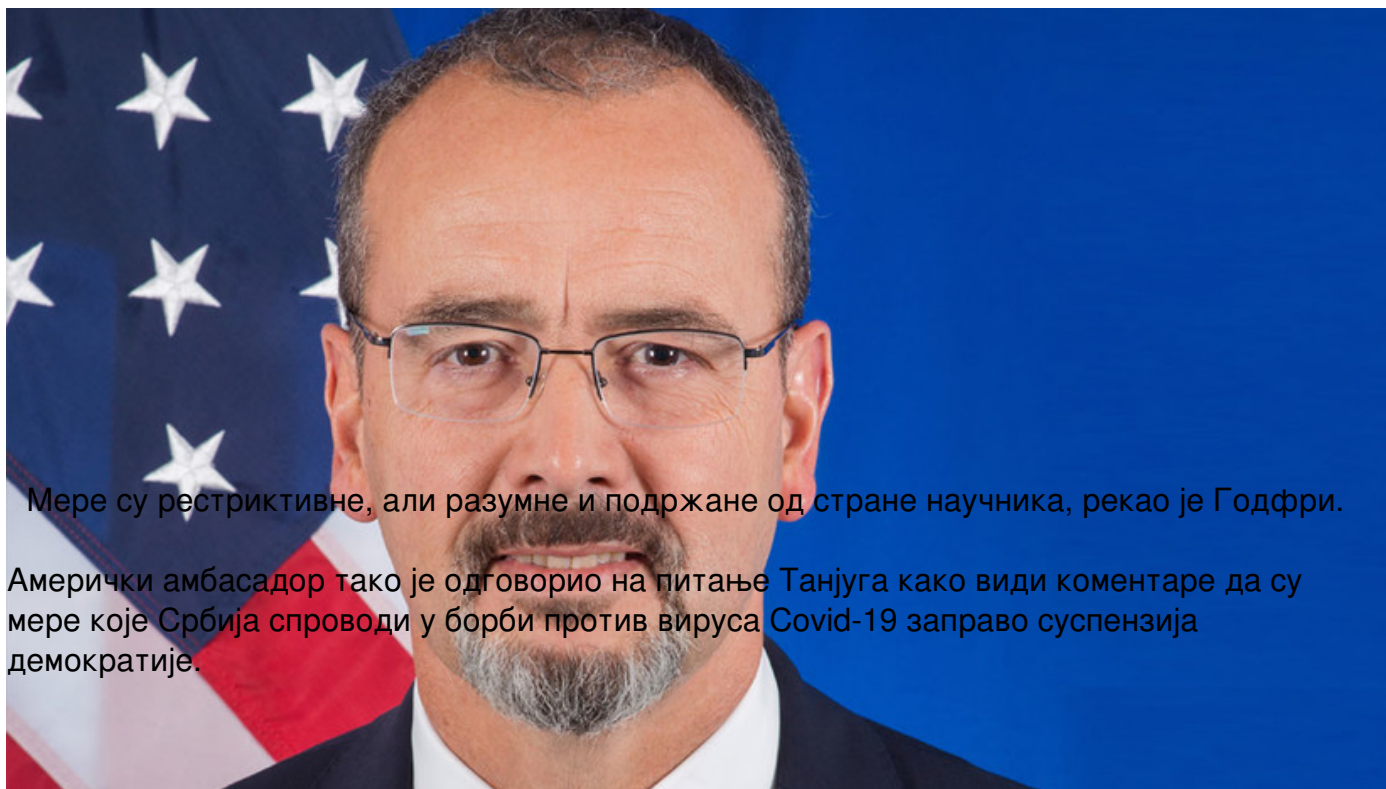 Мере су рестриктивне, али разумне и подржане од стране научника, рекао је Годфри.
Амерички амбасадор тако је одговорио на питање Танјуга како види коментаре да су
мере које Србија спроводи у борби против вируса Covid-19 заправо суспензија
демократије.